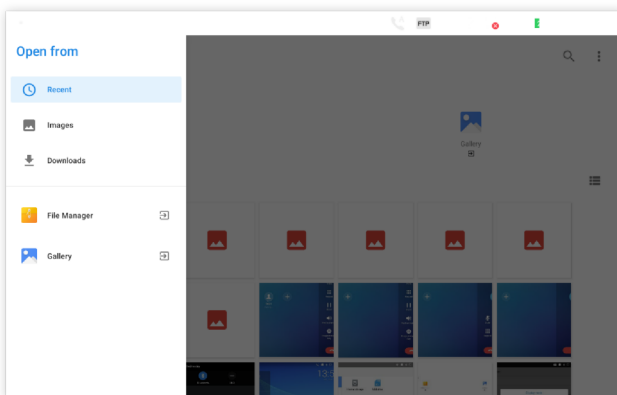 FTP
Open from
Recent
Images
Downloads
File Manager
Gallery
Gallery